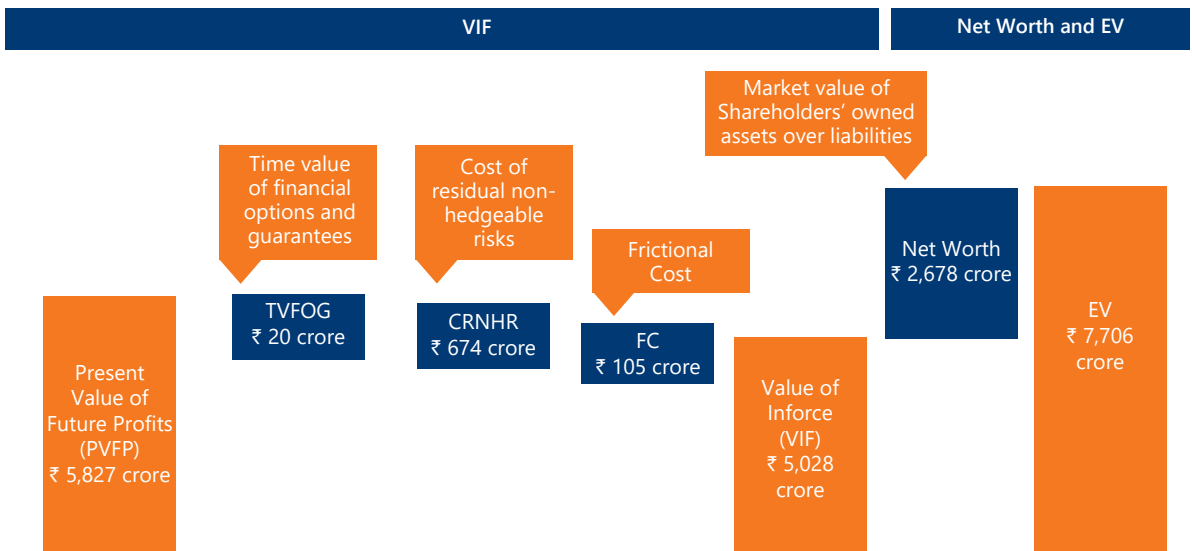 VIF
Net Worth and EV
Market value of
Shareholders’ owned
assets over liabilities
Time value
of financial
options and
guarantees
Cost of
residual non-
hedgeable
risks
Frictional
Cost
Present
Value of
Future Profits
(PVFP)
₹ 5,827 crore
TVFOG
₹ 20 crore
CRNHR
₹ 674 crore
FC
₹ 105 crore
Value of
Inforce
(VIF)
₹ 5,028
crore
Net Worth
₹ 2,678 crore
EV
₹ 7,706
crore